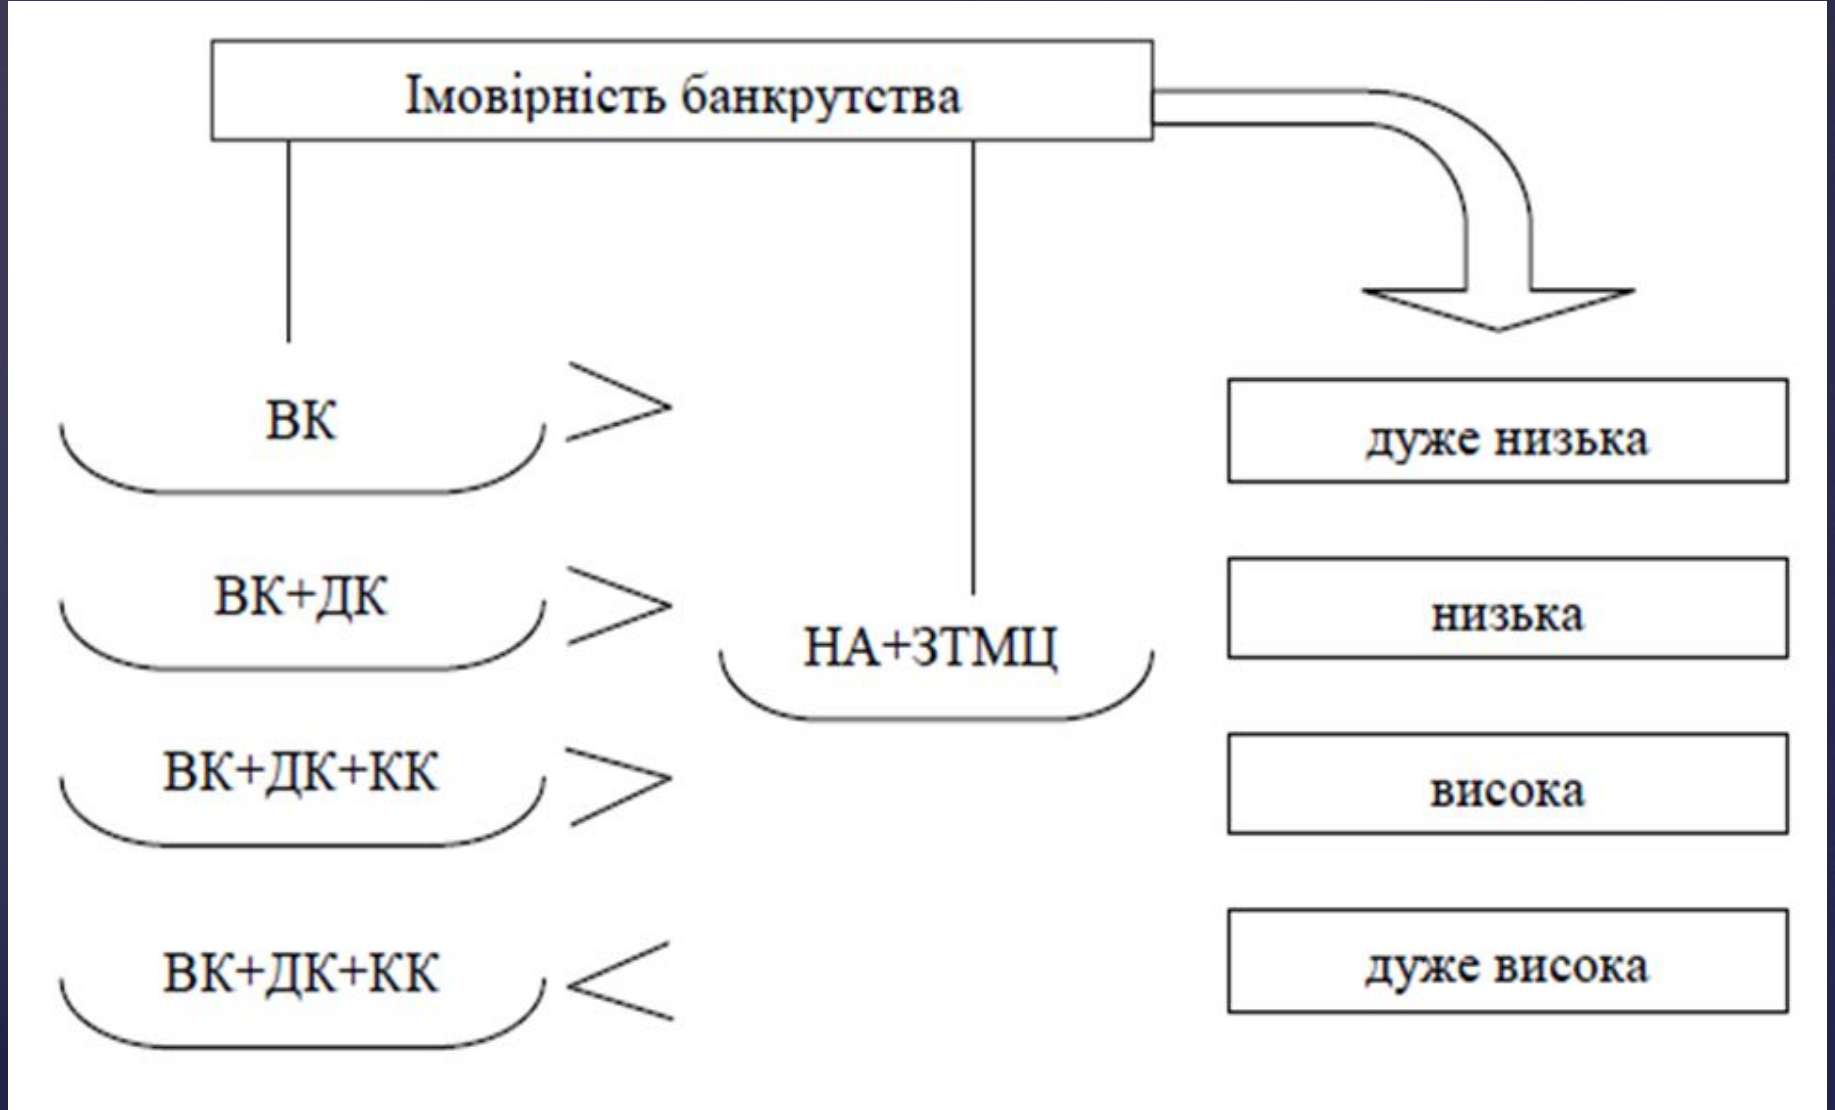 Імовірність банкрутства
ВК
дуже низька
ВК+ДК
низька
НА+ЗТМЦ
ВК+ДК+КК
висока
ВК+ДК+КК
дуже висока